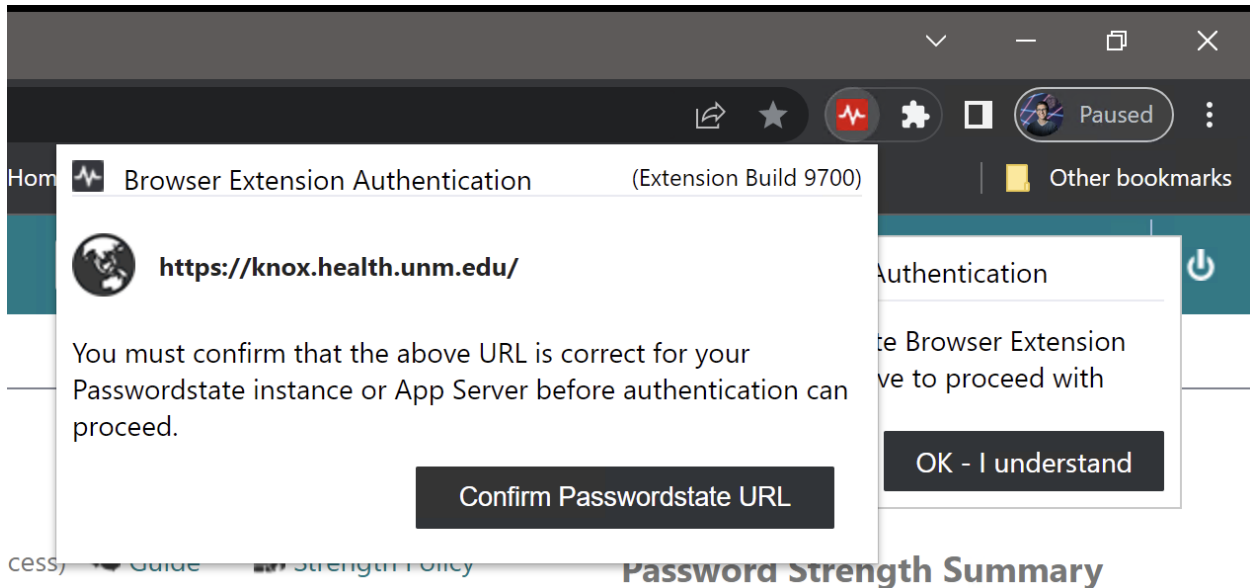 Paused
Hom
Other bookmarks
Browser Extension Authentication
(Extension Build 9700)
https://knox.health.unm.edu/
You must confirm that the above URL is correct for your
Passwordstate instance or App Server before authentication can
proceed.
Confirm Passwordstate URL
Authentication
te Browser Extension
ve to proceed with
OK - I understand
cess)
Guide
Strength Policy
Password Strength Summary